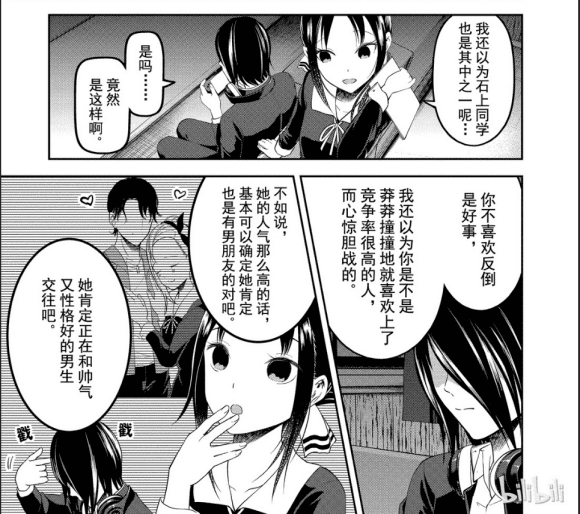 我还以为石上同学
也是其中之一呢…
是吗……
竟然
是这样啊。
你不喜欢反倒
是好事，
我还以为你是不是
莽莽撞撞地就喜欢上了
竞争率很高的人，
而心惊胆战的。
不如说，
她的人气那么高的话，
基本可以确定她肯定
也是有男朋友的对吧。
她肯定正在和帅气
又性格好的男生
交往吧。
戳
戳
bilibili